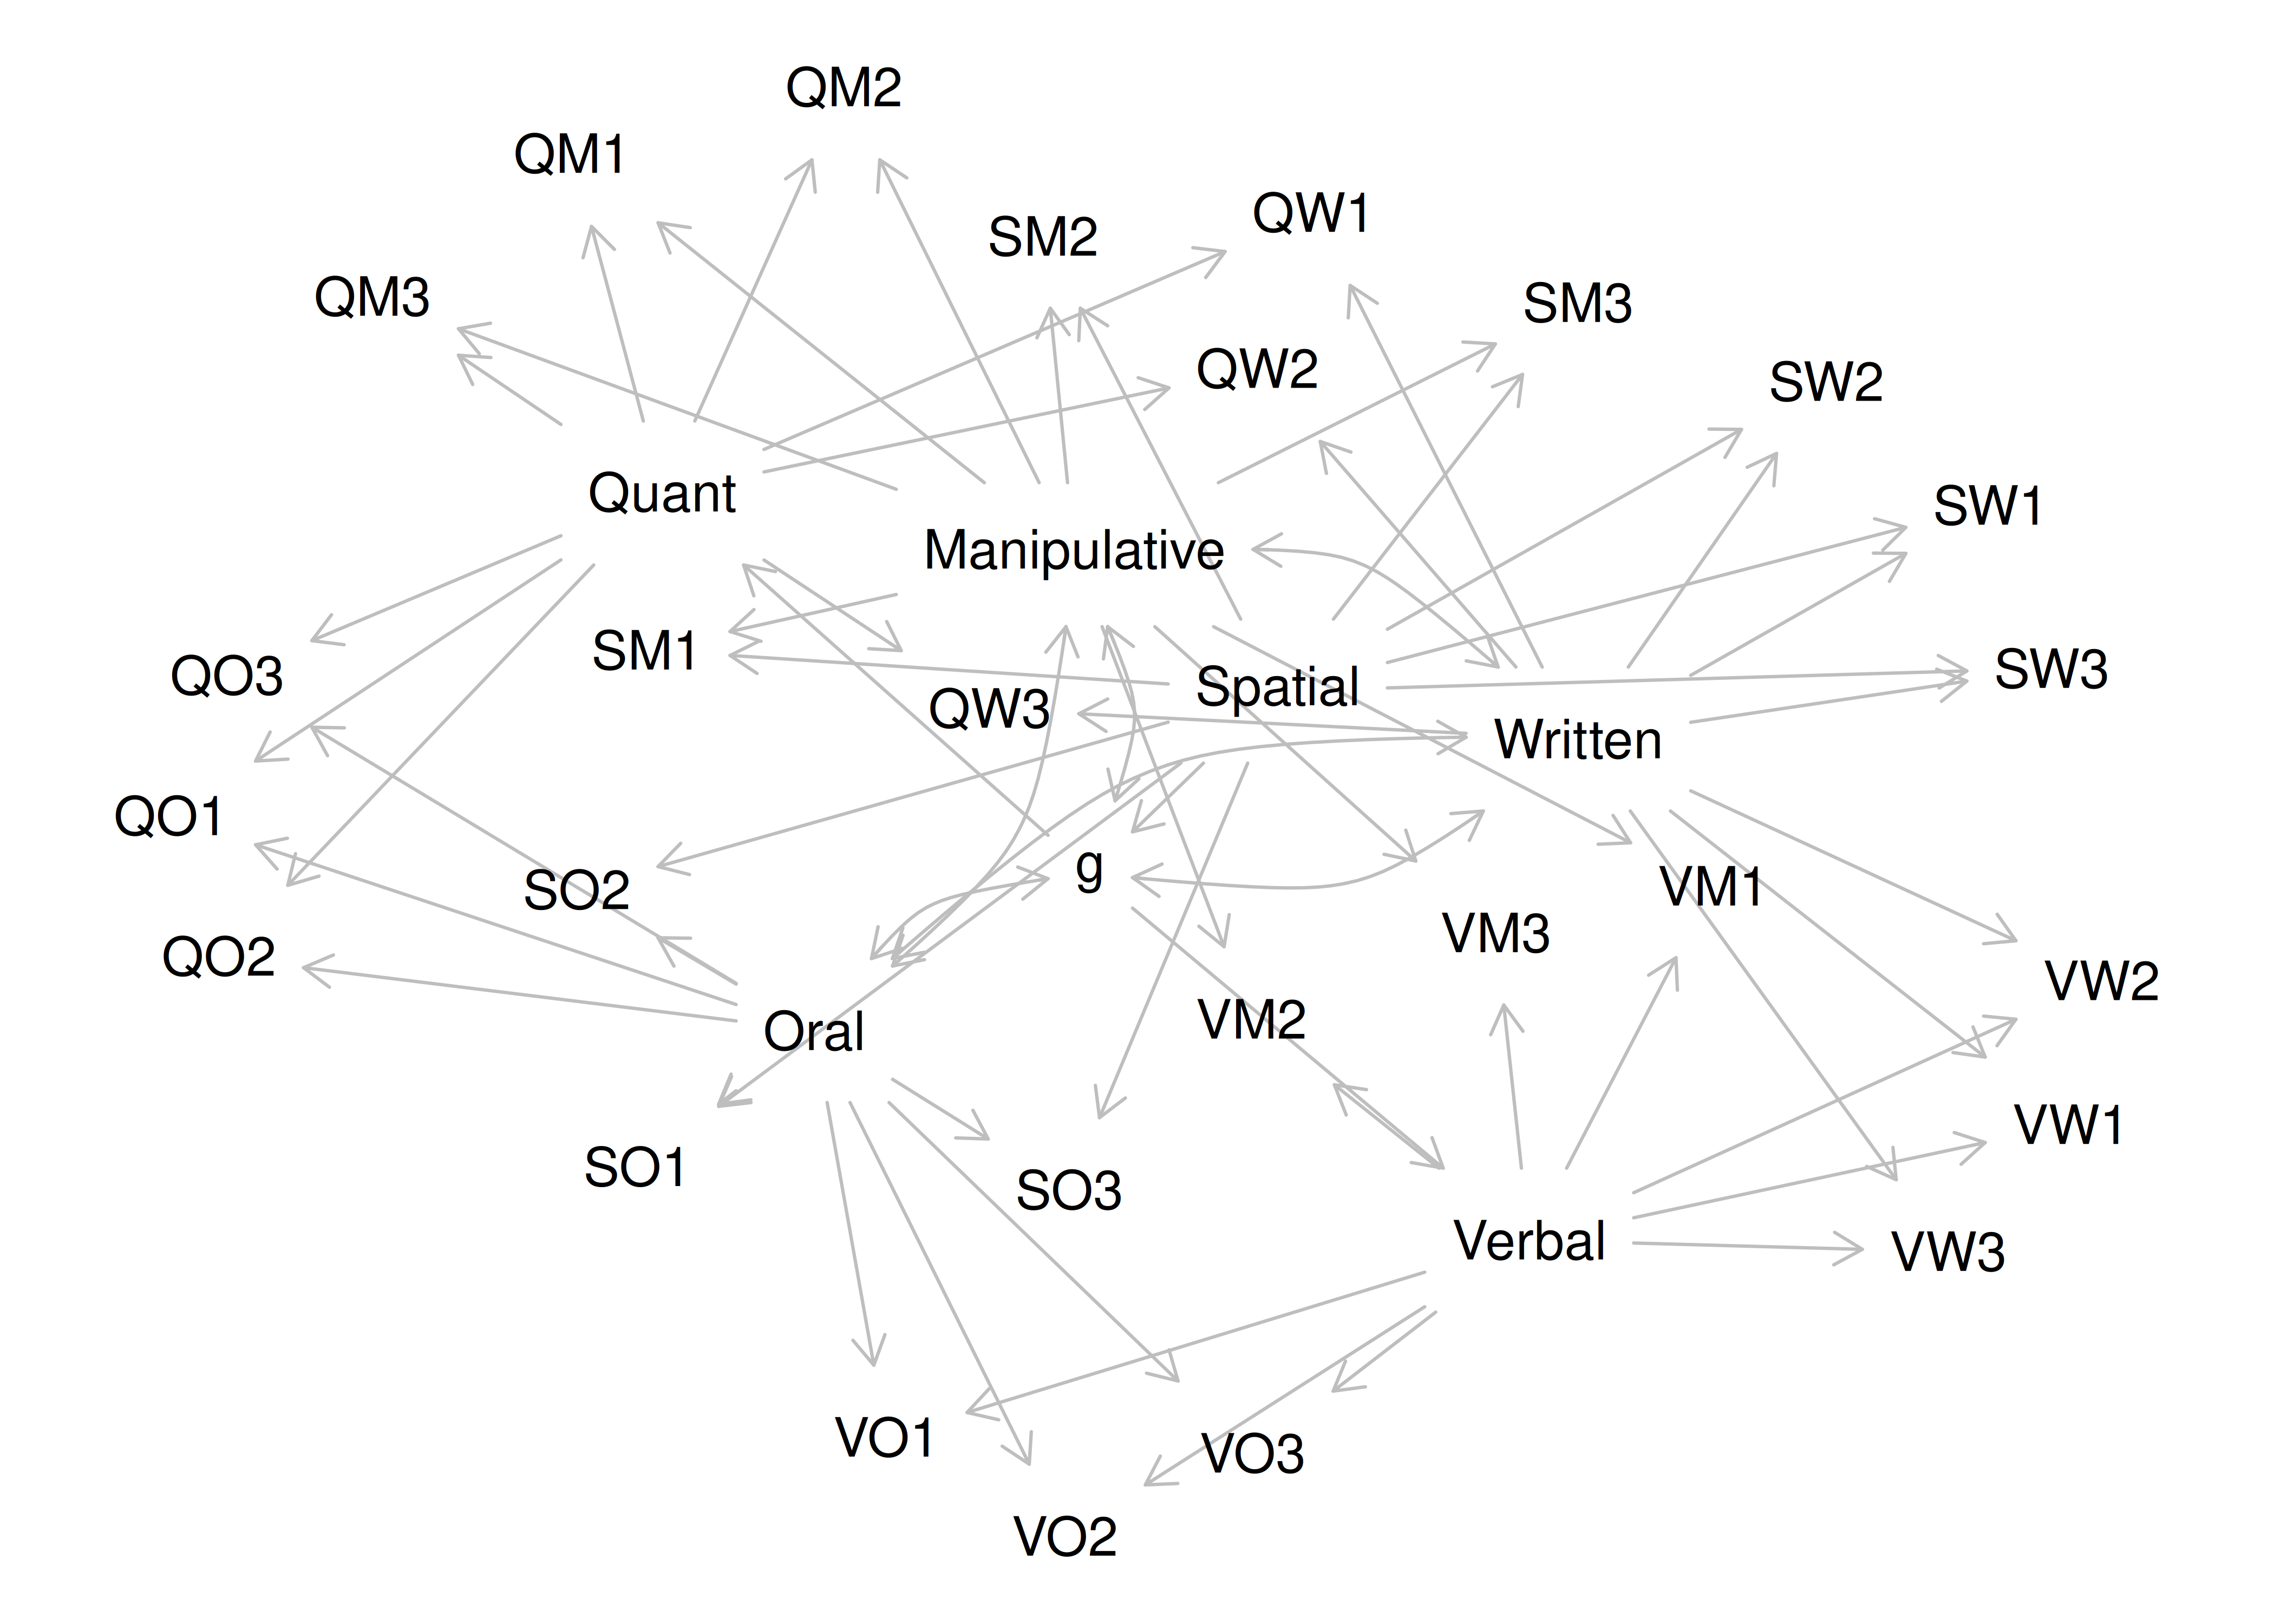 QM2
QM1
QW1
SM2
QM3
SM3
QW2
SW2
Quant
SW1
Manipulative
SM1
QO3
SW3
Spatial
QW3
Written
QO1
g
SO2
VM1
VM3
QO2
VW2
VM2
Oral
VW1
SO1
SO3
Verbal
VW3
VO1
VO3
VO2